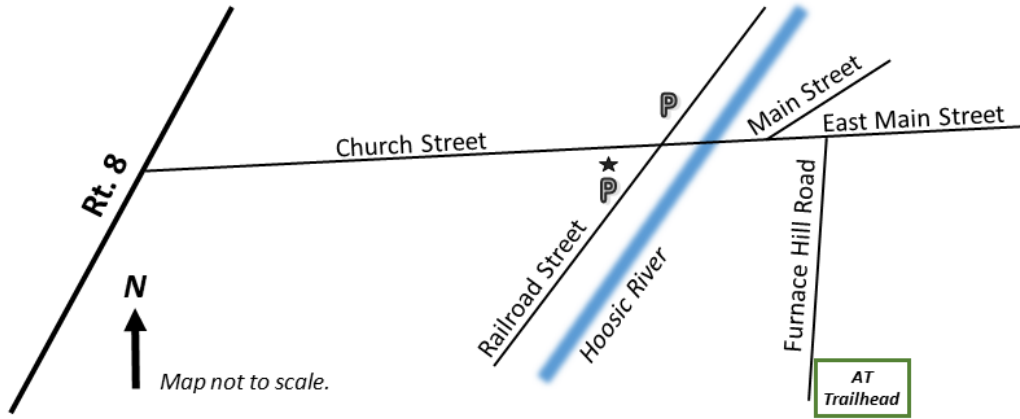 Rt. 8
Church Street
P
P
Railroad Street
Hoosic River
Main Street
East Main Street
Furnace Hill Road
N
Map not to scale.
AT
Trailhead